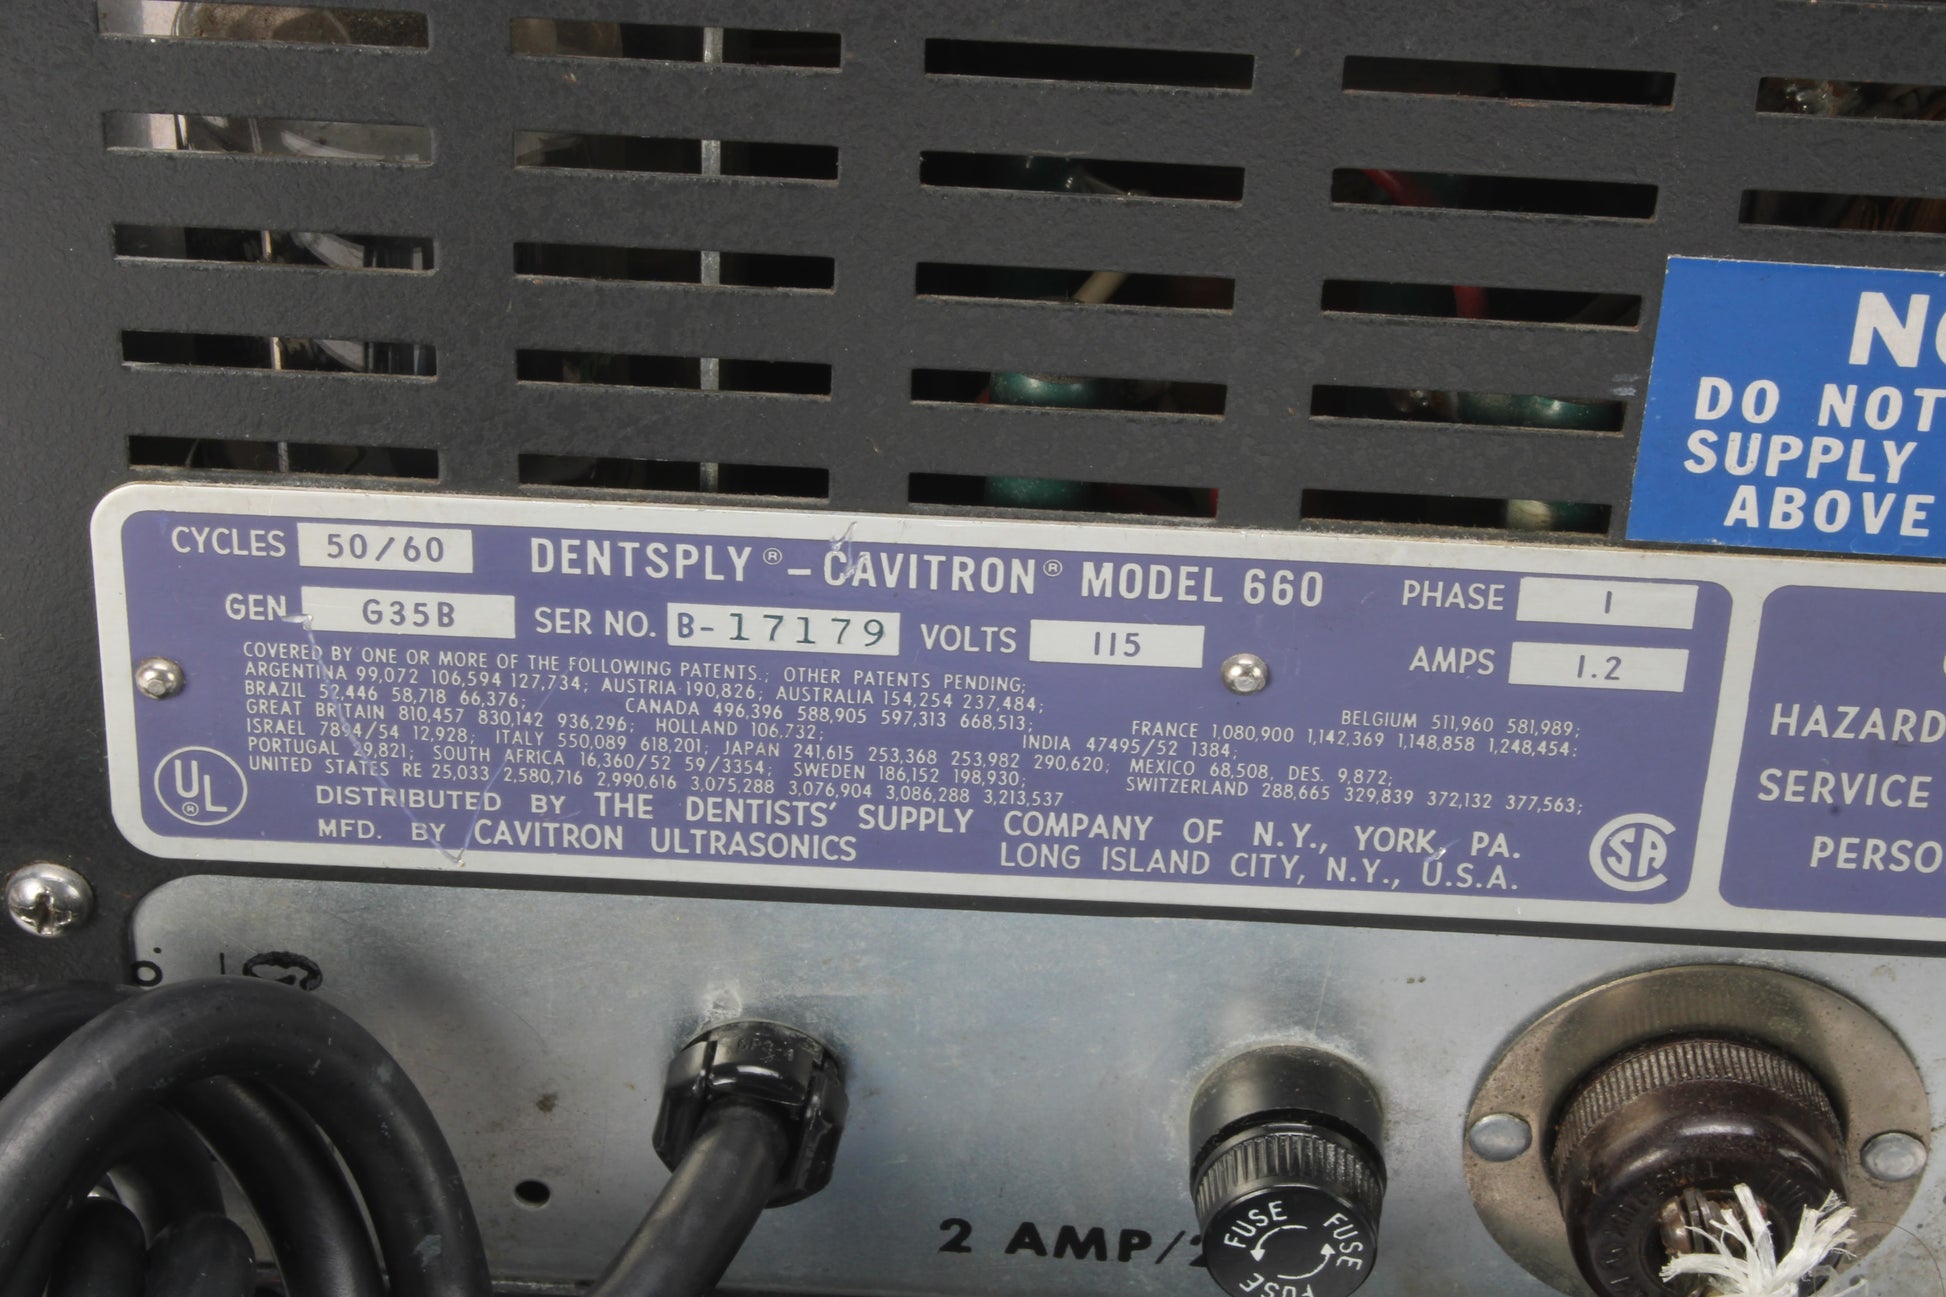 CYCLES 50/60 DENTSPLY® – CAVITRON® MODEL 660 PHASE 1
GEN G35B SER NO. B-17179 VOLTS 115 AMPS 1.2
COVERED BY ONE OR MORE OF THE FOLLOWING PATENTS; OTHER PATENTS PENDING;
ARGENTINA 99,072 106,594 127,734; AUSTRIA 190,826; AUSTRALIA 154,254 237,484; BELGIUM 511,960 581,989;
BRAZIL 52,446 58,718 66,376; CANADA 496,396 588,905 597,313 668,513; FRANCE 1,080,900 1,142,369 1,148,858 1,248,454;
GREAT BRITAIN 810,457 830,142 936,296; HOLLAND 106,732; INDIA 47495/52 1384;
ISRAEL 7894/54 12,928; ITALY 550,089 618,201; JAPAN 241,615 253,368 253,982 290,620; MEXICO 68,508, DES. 9,872;
PORTUGAL 29,821; SOUTH AFRICA 16,360/52 59/3354; SWEDEN 186,152 198,930; SWITZERLAND 288,665 329,839 372,132 377,563;
UNITED STATES RE 25,033 2,580,716 2,990,616 3,075,288 3,076,904 3,086,288 3,213,537
DISTRIBUTED BY THE DENTISTS' SUPPLY COMPANY OF N.Y., YORK, PA.
MFD. BY CAVITRON ULTRASONICS LONG ISLAND CITY, N.Y., U.S.A.
UL ®
SA
DO NOT
SUPPLY
ABOVE
HAZARD
SERVICE
PERSO
2 AMP/2
FUSE FUSE FUSE FUSE